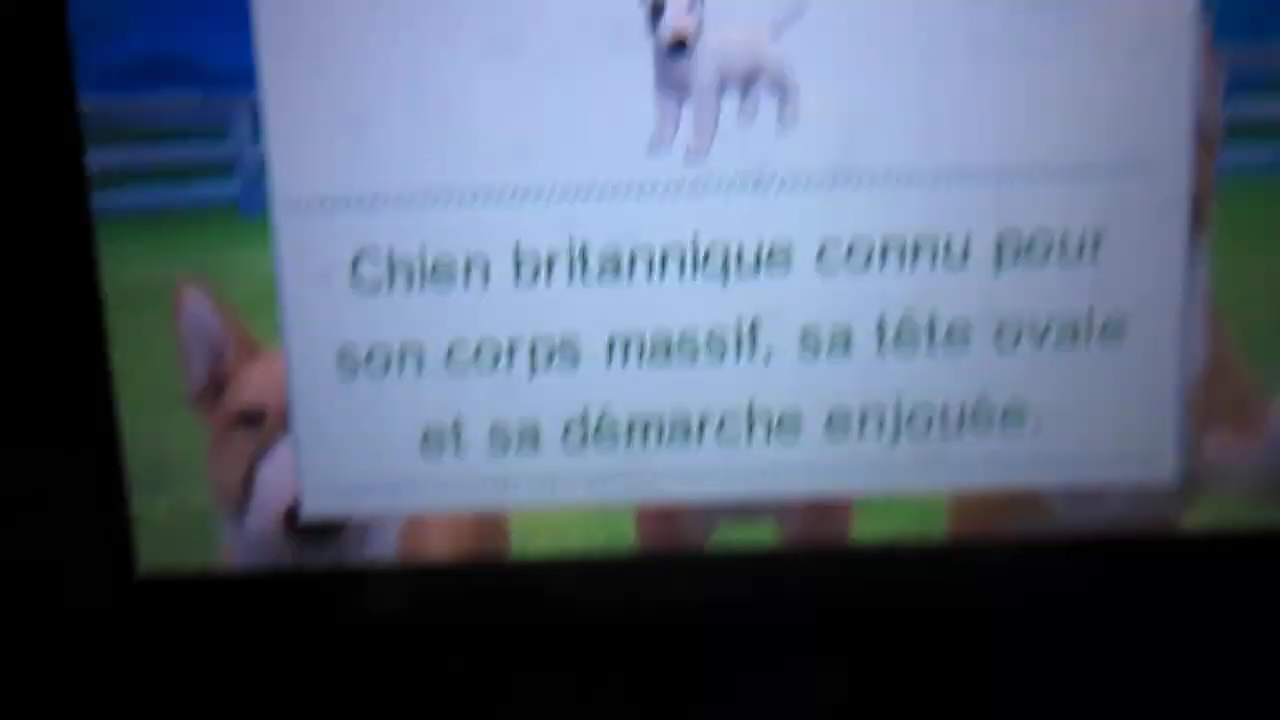 Chien britannique connu pour
son corps massif, sa tête ovale
et sa démarche enjouée.